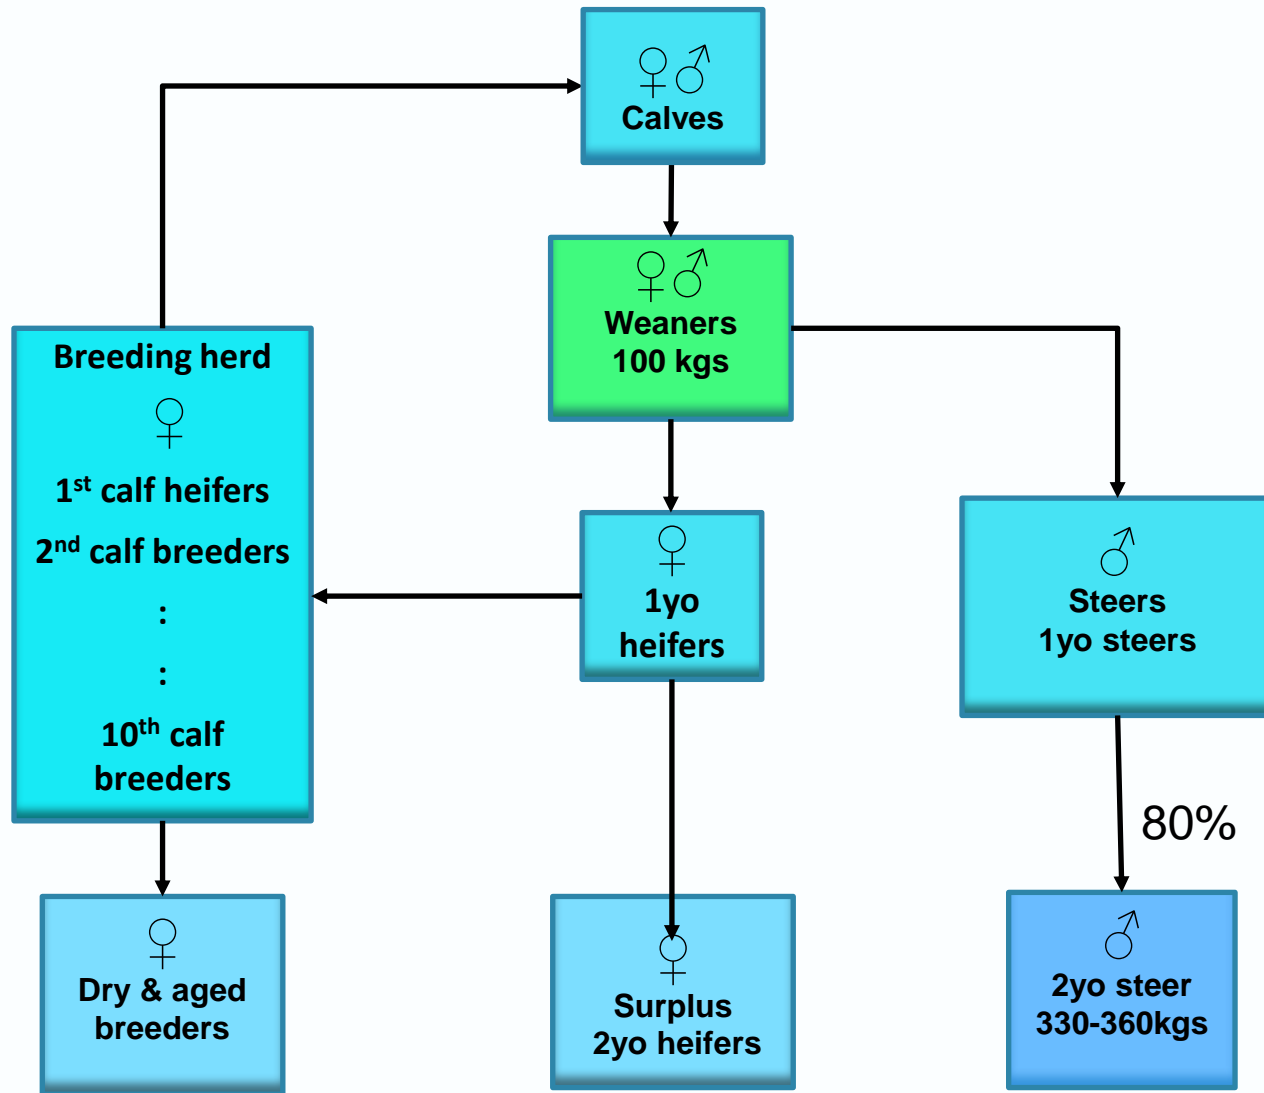 ♀♂
Calves
♀♂
Weaners
100 kgs
Breeding herd
♀
1st calf heifers
2nd calf breeders
:
:
10th calf
breeders
♀
1yo
heifers
♂
Steers
1yo steers
80%
♀
Dry & aged
breeders
♀
Surplus
2yo heifers
♂
2yo steer
330-360kgs